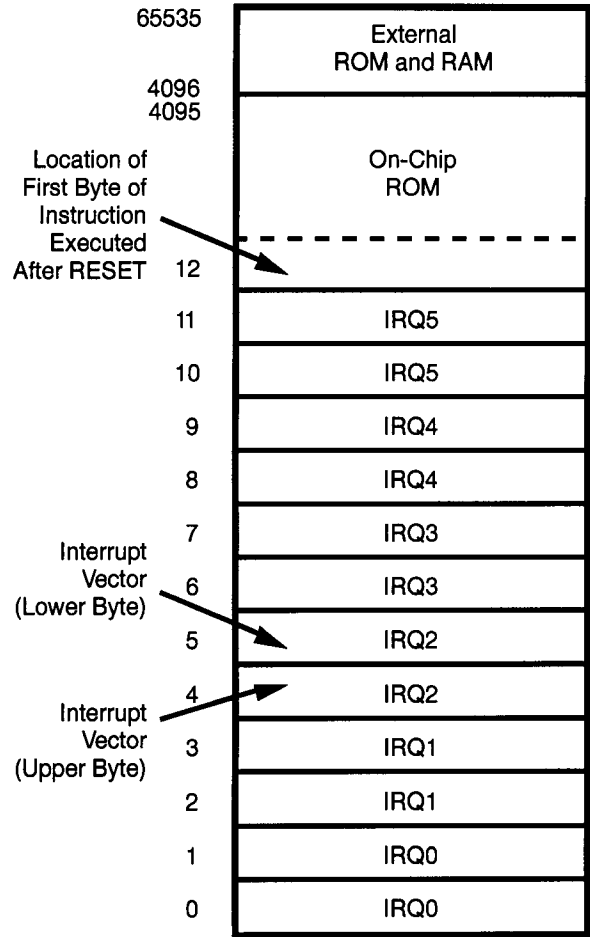 65535
External
ROM and RAM
4096
4095
Location of
First Byte of
Instruction
Executed
After RESET
On-Chip
ROM
12
11 IRQ5
10 IRQ5
9 IRQ4
8 IRQ4
7 IRQ3
Interrupt
Vector
(Lower Byte)
6 IRQ3
5 IRQ2
4 IRQ2
Interrupt
Vector
(Upper Byte)
3 IRQ1
2 IRQ1
1 IRQ0
0 IRQ0